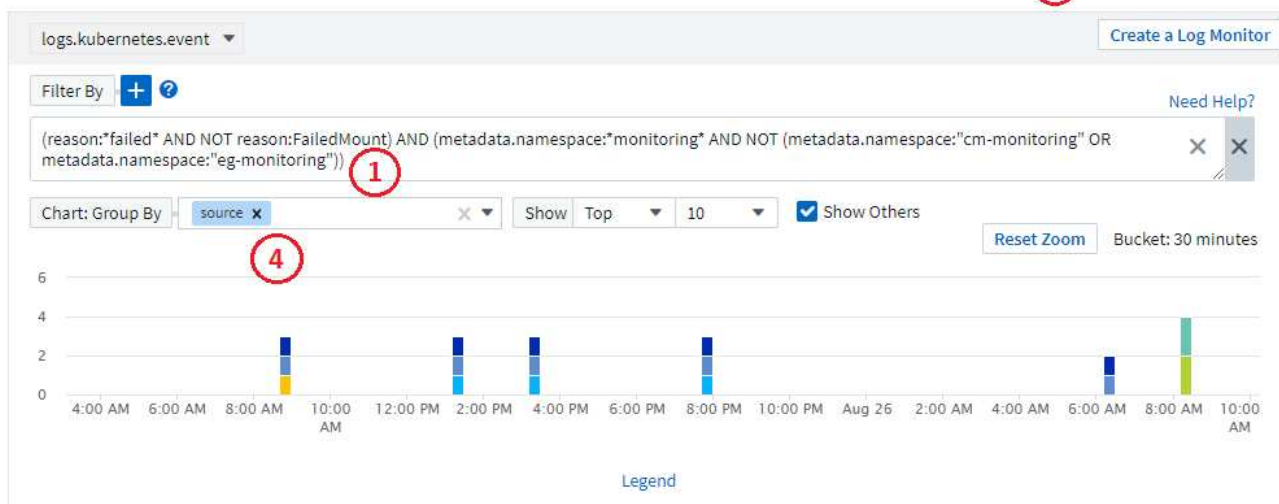 logs.kubernetes.event
Create a Log Monitor
Filter By + ?
Need Help?
(reason:*failed* AND NOT reason:FailedMount) AND (metadata.namespace:*monitoring* AND NOT (metadata.namespace:"cm-monitoring" OR
metadata.namespace:"eg-monitoring"))
1
Chart: Group By source x Show Top 10 Show Others
Reset Zoom Bucket: 30 minutes
4
6
4
2
0
4:00 AM 6:00 AM 8:00 AM 10:00 AM 12:00 PM 2:00 PM 4:00 PM 6:00 PM 8:00 PM 10:00 PM Aug 26 2:00 AM 4:00 AM 6:00 AM 8:00 AM 10:00 AM
Legend